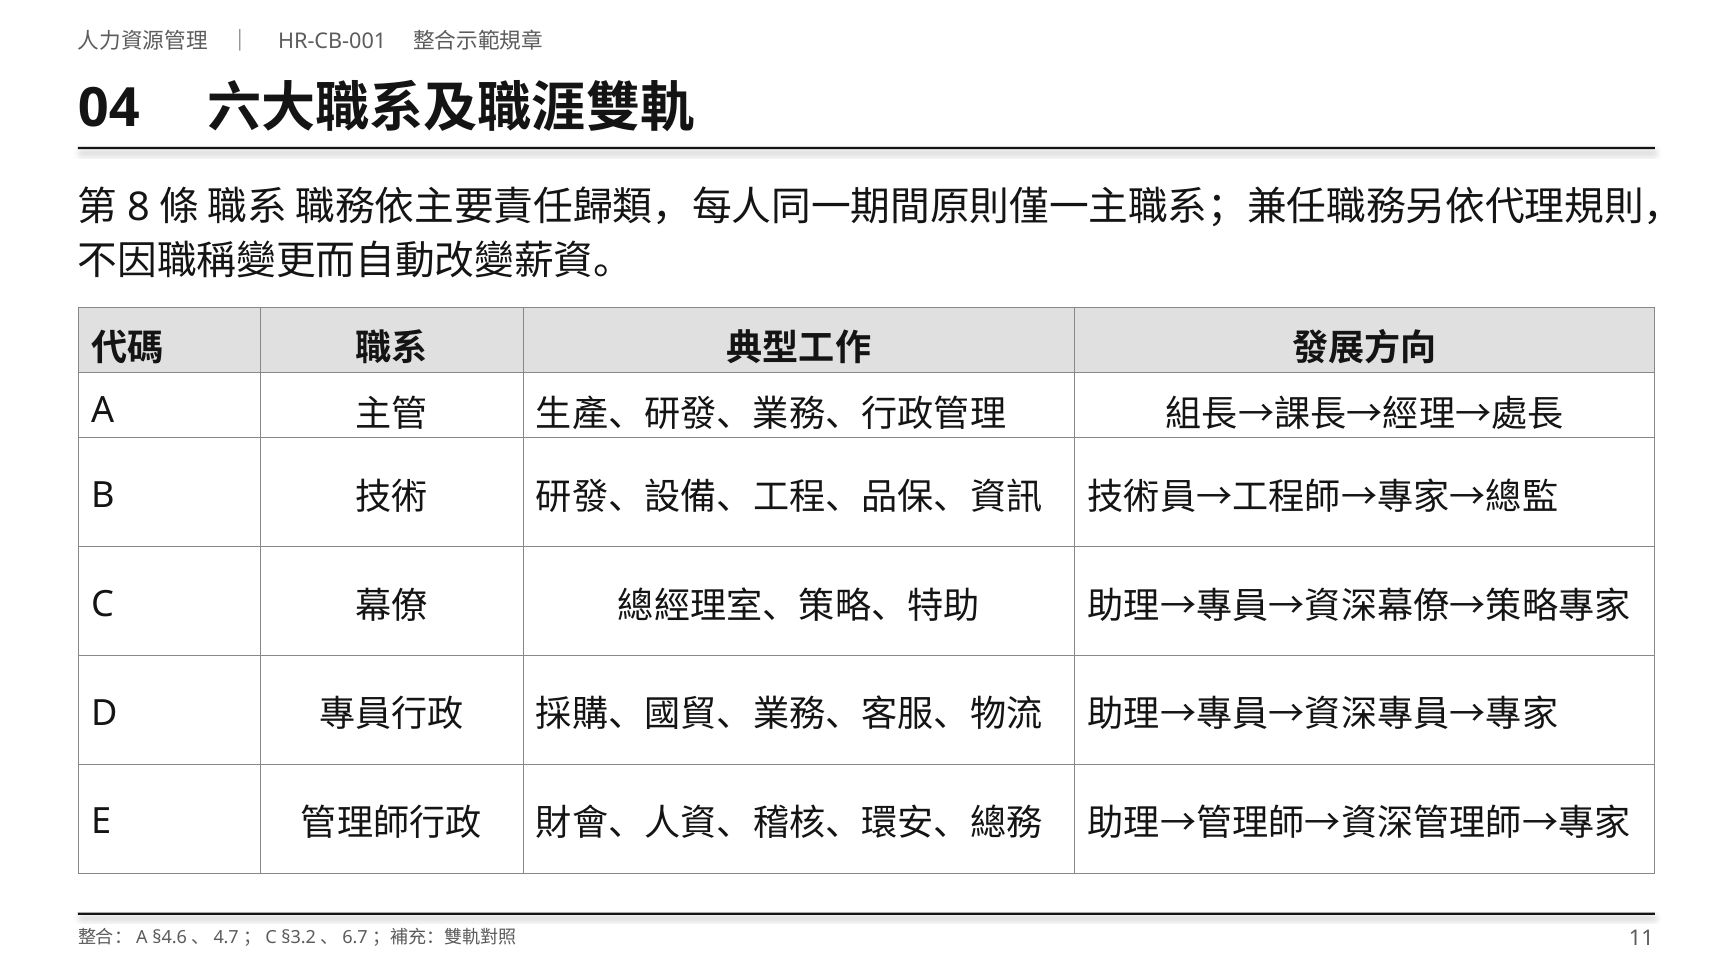 人力資源管理 ｜ HR-CB-001 整合示範規章
04 六大職系及職涯雙軌
第 8 條 職系 職務依主要責任歸類，每人同一期間原則僅一主職系；兼任職務另依代理規則，
不因職稱變更而自動改變薪資。
代碼 職系 典型工作 發展方向
A 主管 生產、研發、業務、行政管理 組長→課長→經理→處長
B 技術 研發、設備、工程、品保、資訊 技術員→工程師→專家→總監
C 幕僚 總經理室、策略、特助 助理→專員→資深幕僚→策略專家
D 專員行政 採購、國貿、業務、客服、物流 助理→專員→資深專員→專家
E 管理師行政 財會、人資、稽核、環安、總務 助理→管理師→資深管理師→專家
整合：A §4.6 、 4.7； C §3.2 、 6.7；補充：雙軌對照
11